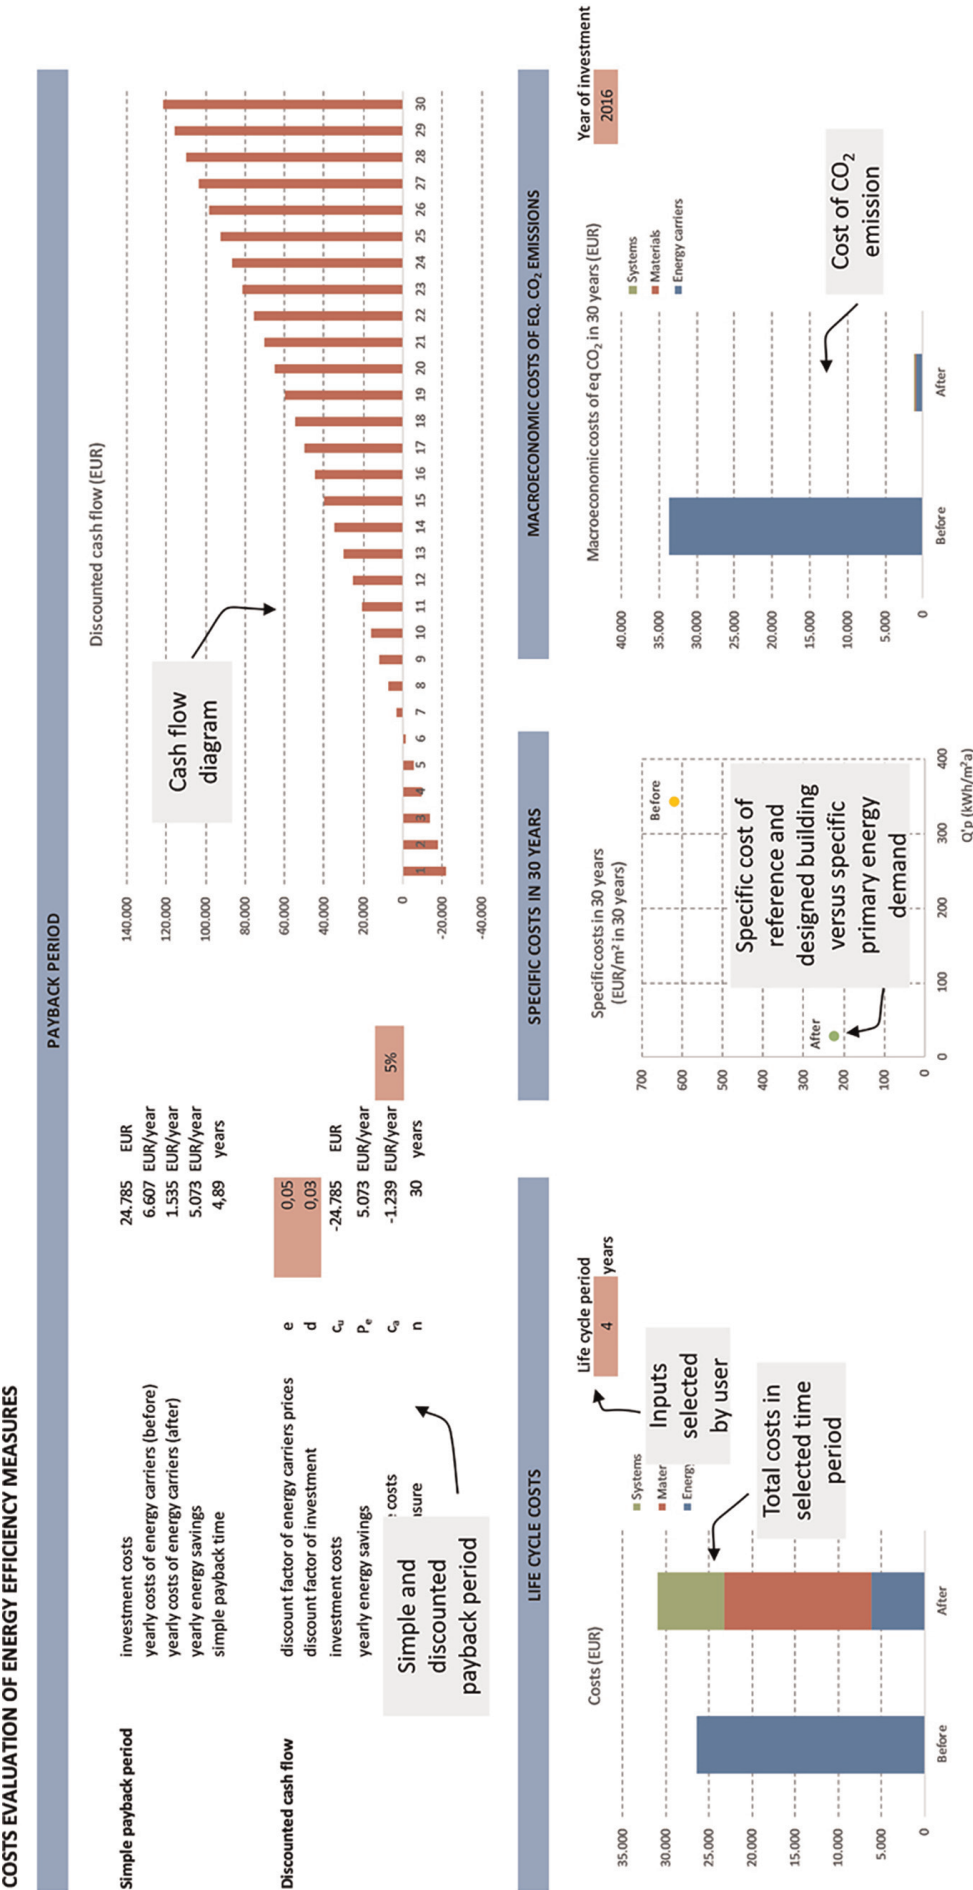 COSTS EVALUATION OF ENERGY EFFICIENCY MEASURES
PAYBACK PERIOD
Simple payback period
investment costs 24.785 EUR
yearly costs of energy carriers (before) 6.607 EUR/year
yearly costs of energy carriers (after) 1.535 EUR/year
yearly energy savings 5.073 EUR/year
simple payback time 4,89 years
Discounted cash flow
discount factor of energy carriers prices e 0,05
discount factor of investment d 0,03
investment costs cᵤ -24.785 EUR
yearly energy savings Pₑ 5.073 EUR/year
e costs cₐ -1.239 EUR/year 5%
sure n 30 years
Simple and
discounted
payback period
Discounted cash flow (EUR)
140.000
120.000
100.000
80.000
60.000
40.000
20.000
0
-20.000
-40.000
1 2 3 4 5 6 7 8 9 10 11 12 13 14 15 16 17 18 19 20 21 22 23 24 25 26 27 28 29 30
Cash flow
diagram
LIFE CYCLE COSTS
Life cycle period
4 years
Costs (EUR)
35.000
30.000
25.000
20.000
15.000
10.000
5.000
0
Before After
Systems
Mater
Energy
Inputs
selected
by user
Total costs in
selected time
period
SPECIFIC COSTS IN 30 YEARS
Specific costs in 30 years
(EUR/m² in 30 years)
700
600
500
400
300
200
100
0
0 100 200 300 400
Q'p (kWh/m²a)
Before
After
Specific cost of
reference and
designed building
versus specific
primary energy
demand
MACROECONOMIC COSTS OF EQ. CO₂ EMISSIONS
Year of investment
2016
Macroeconomic costs of eq CO₂ in 30 years (EUR)
40.000
35.000
30.000
25.000
20.000
15.000
10.000
5.000
0
Before After
Systems
Materials
Energy carriers
Cost of CO₂
emission